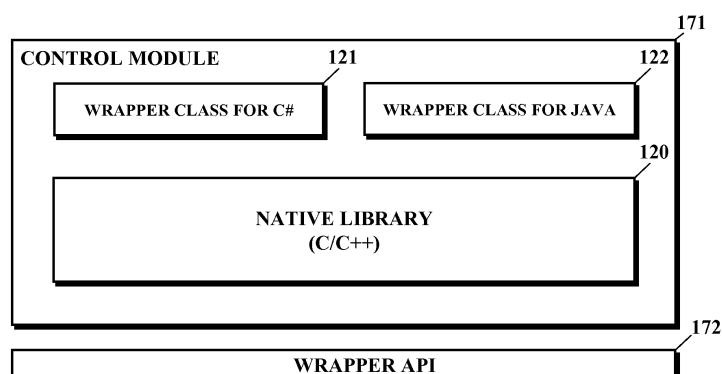 171
CONTROL MODULE
121
122
WRAPPER CLASS FOR C#
WRAPPER CLASS FOR JAVA
120
NATIVE LIBRARY
(C/C++)
172
WRAPPER API